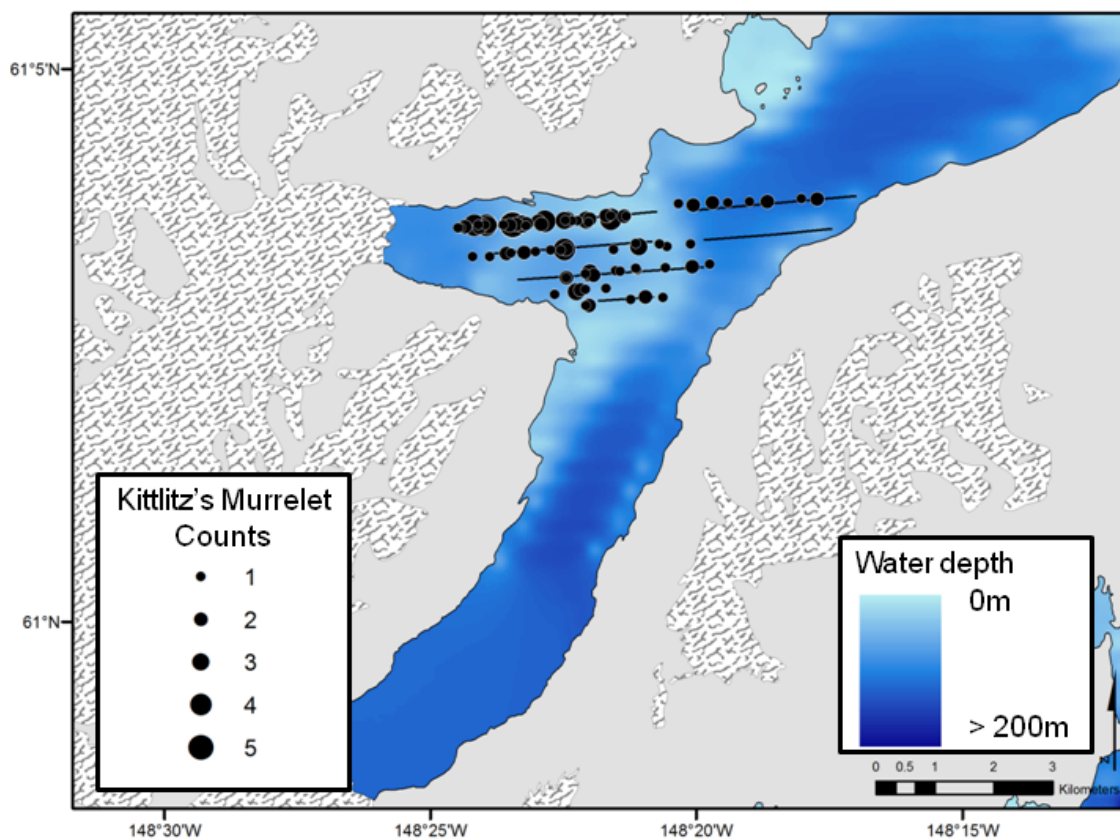 61°5'N
61°N
Kittlitz's Murrelet
Counts
1
2
3
4
5
Water depth
0m
> 200m
0 0.5 1 2 3
Kilometers
148°30'W 148°25'W 148°20'W 148°15'W